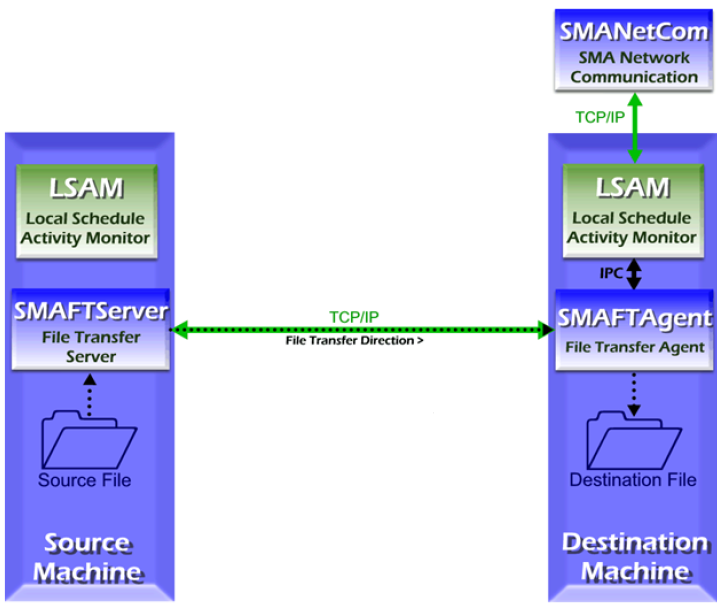 SMANetCom
SMA Network
Communication
TCP/IP
LSAM
Local Schedule
Activity Monitor
LSAM
Local Schedule
Activity Monitor
IPC
SMAFTServer
File Transfer
Server
TCP/IP
File Transfer Direction >
SMAFTAgent
File Transfer Agent
Source File
Destination File
Source
Machine
Destination
Machine